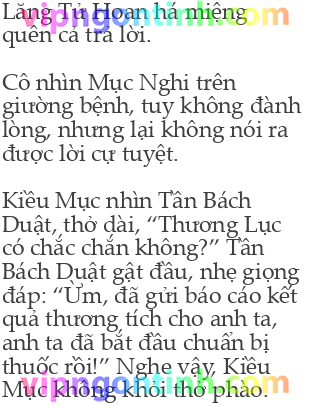 Lăng Tử Hoan há miệng
quên cả trả lời.
Cô nhìn Mục Nghi trên
giường bệnh, tuy không đành
lòng, nhưng lại không nói ra
được lời cự tuyệt.
Kiều Mục nhìn Tần Bách
Duật, thở dài, “Thương Lục
có chắc chắn không?” Tần
Bách Duật gật đầu, nhẹ giọng
đáp: “Ừm, đã gửi báo cáo kết
quả thương tích cho anh ta,
anh ta đã bắt đầu chuẩn bị
thuốc rồi!” Nghe vậy, Kiều
Mục không khỏi thở phào.
vipngontinh.com
vipngontinh.com